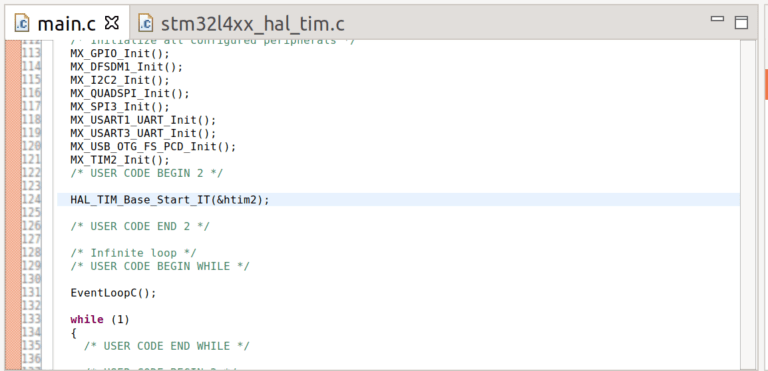 main.c
stm32l4xx_hal_tim.c
112 /* Initialize all configured peripherals */
113 MX_GPIO_Init();
114 MX_DFSDM1_Init();
115 MX_I2C2_Init();
116 MX_QUADSPI_Init();
117 MX_SPI3_Init();
118 MX_USART1_UART_Init();
119 MX_USART3_UART_Init();
120 MX_USB_OTG_FS_PCD_Init();
121 MX_TIM2_Init();
122 /* USER CODE BEGIN 2 */
123
124 HAL_TIM_Base_Start_IT(&htim2);
125
126 /* USER CODE END 2 */
127
128 /* Infinite loop */
129 /* USER CODE BEGIN WHILE */
130
131 EventLoopC();
132
133 while (1)
134 {
135 /* USER CODE END WHILE */
136